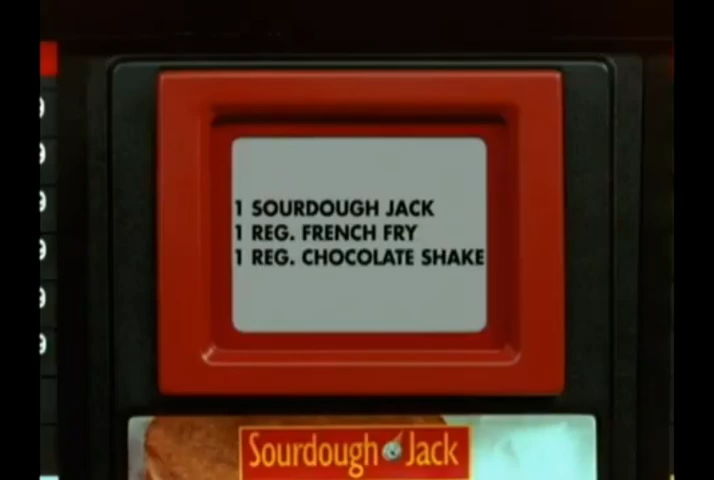 1 SOURDOUGH JACK
1 REG. FRENCH FRY
1 REG. CHOCOLATE SHAKE
Sourdough Jack